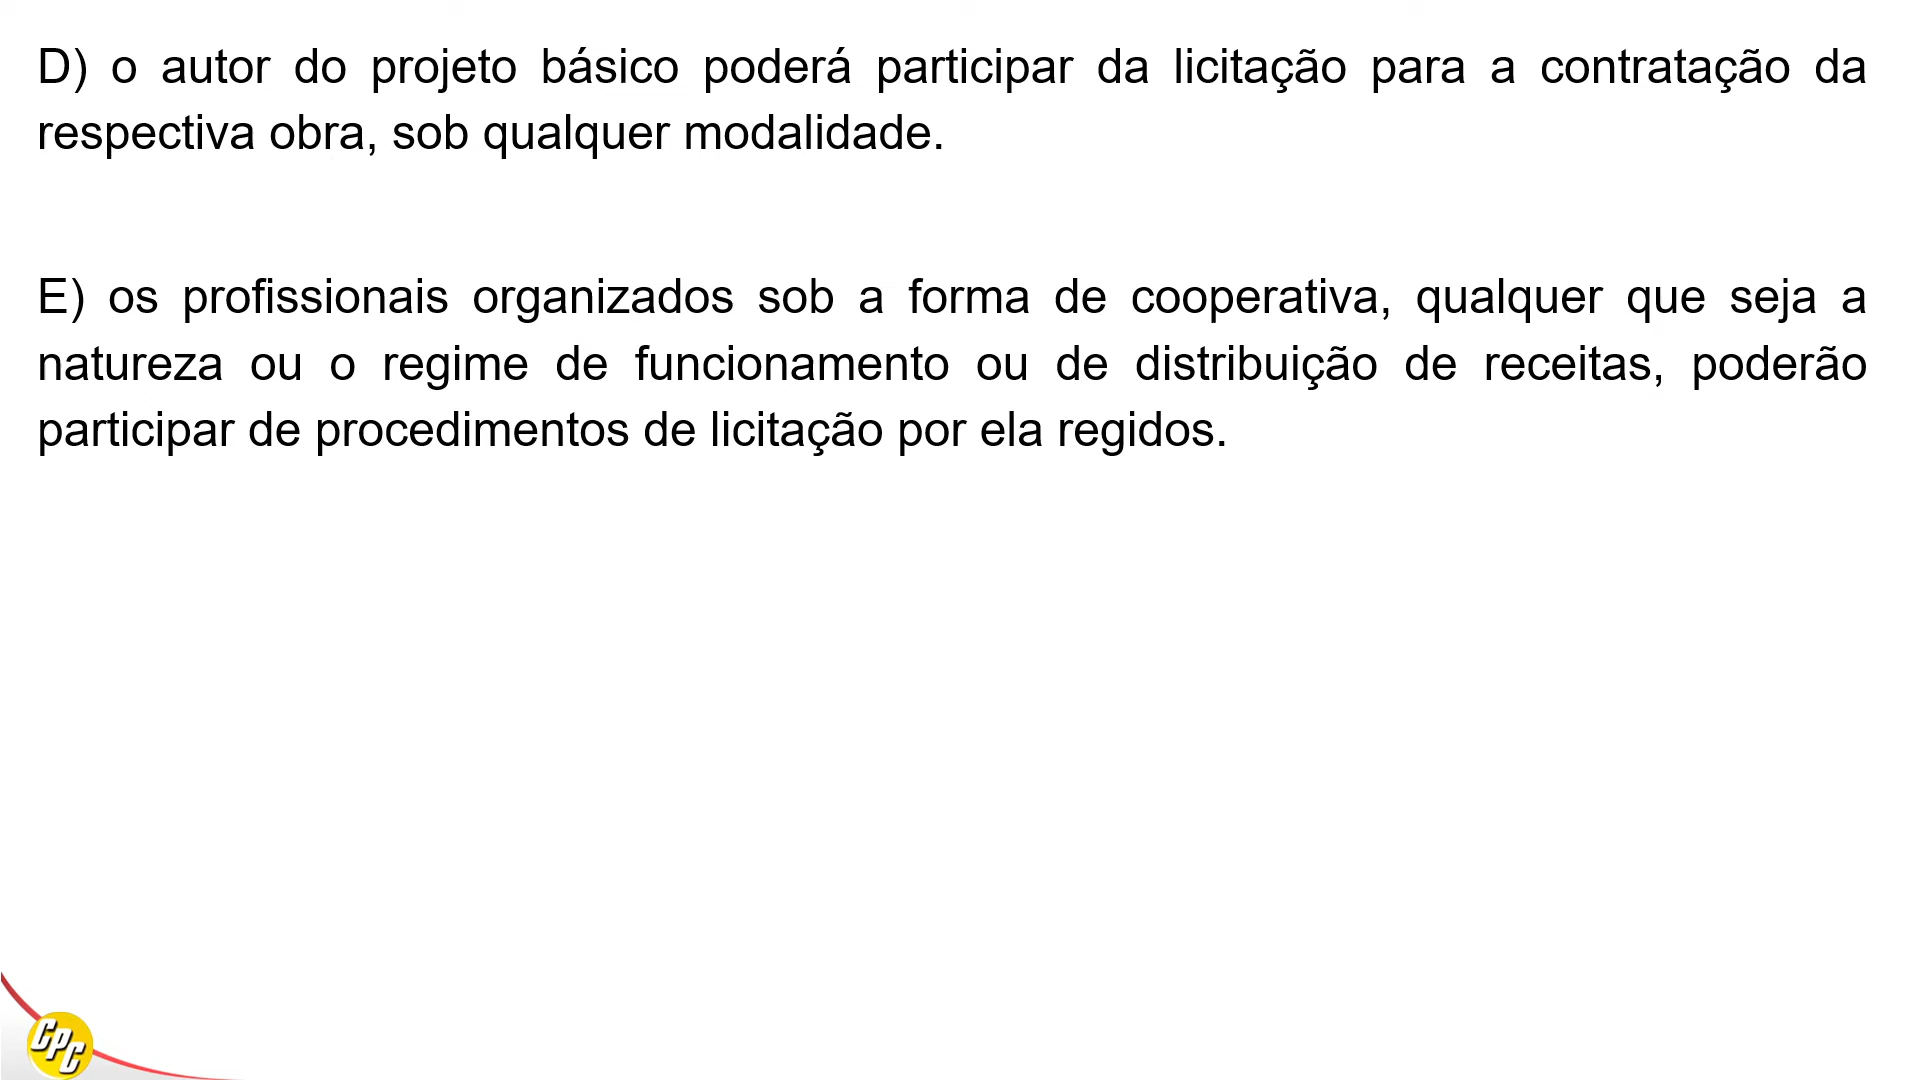 D) o autor do projeto básico poderá participar da licitação para a contratação da
respectiva obra, sob qualquer modalidade.
E) os profissionais organizados sob a forma de cooperativa, qualquer que seja a
natureza ou o regime de funcionamento ou de distribuição de receitas, poderão
participar de procedimentos de licitação por ela regidos.
CPC